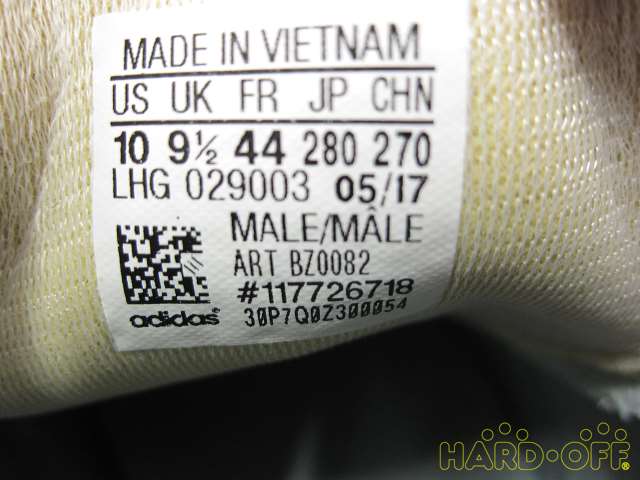 MADE IN VIETNAM
US UK FR JP CHN
10 9½ 44 280 270
LHG 029003 05/17
MALE/MÂLE
ART BZ0082
#117726718
adidas 30P7Q0Z300054
HARD-OFF®